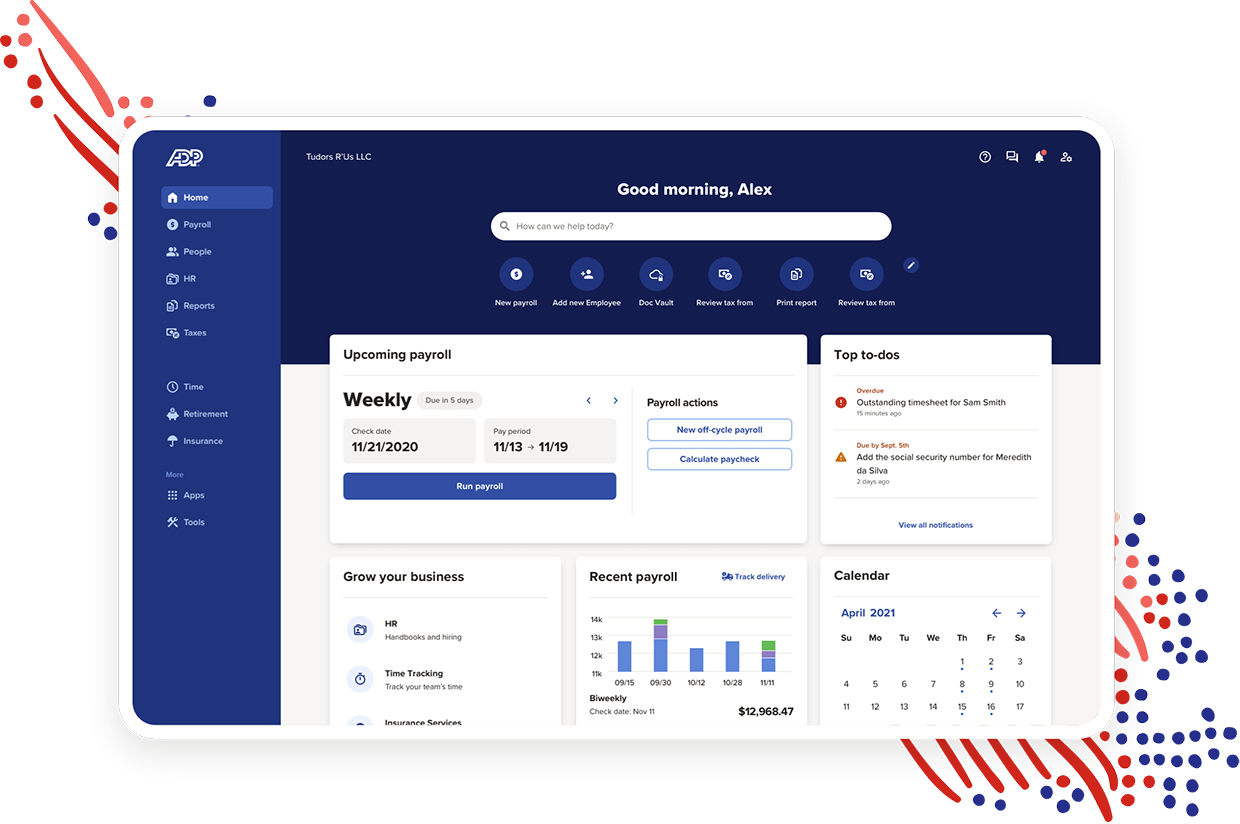 ADP
Home
Payroll
People
HR
Reports
Taxes
Time
Retirement
Insurance
More
Apps
Tools
Tudors R'Us LLC
Good morning, Alex
How can we help today?
New payroll
Add new Employee
Doc Vault
Review tax from
Print report
Review tax from
Upcoming payroll
Weekly Due in 5 days
Check date
11/21/2020
Pay period
11/13 → 11/19
Run payroll
Payroll actions
New off-cycle payroll
Calculate paycheck
Top to-dos
Overdue
Outstanding timesheet for Sam Smith
15 minutes ago
Due by Sept. 5th
Add the social security number for Meredith
da Silva
2 days ago
View all notifications
Grow your business
HR
Handbooks and hiring
Time Tracking
Track your team's time
Insurance Services
Recent payroll Track delivery
14k
13k
12k
11k
09/15 09/30 10/12 10/28 11/11
Biweekly
Check date: Nov 11 $12,968.47
Calendar
April 2021
Su Mo Tu We Th Fr Sa
1 2 3
4 5 6 7 8 9 10
11 12 13 14 15 16 17